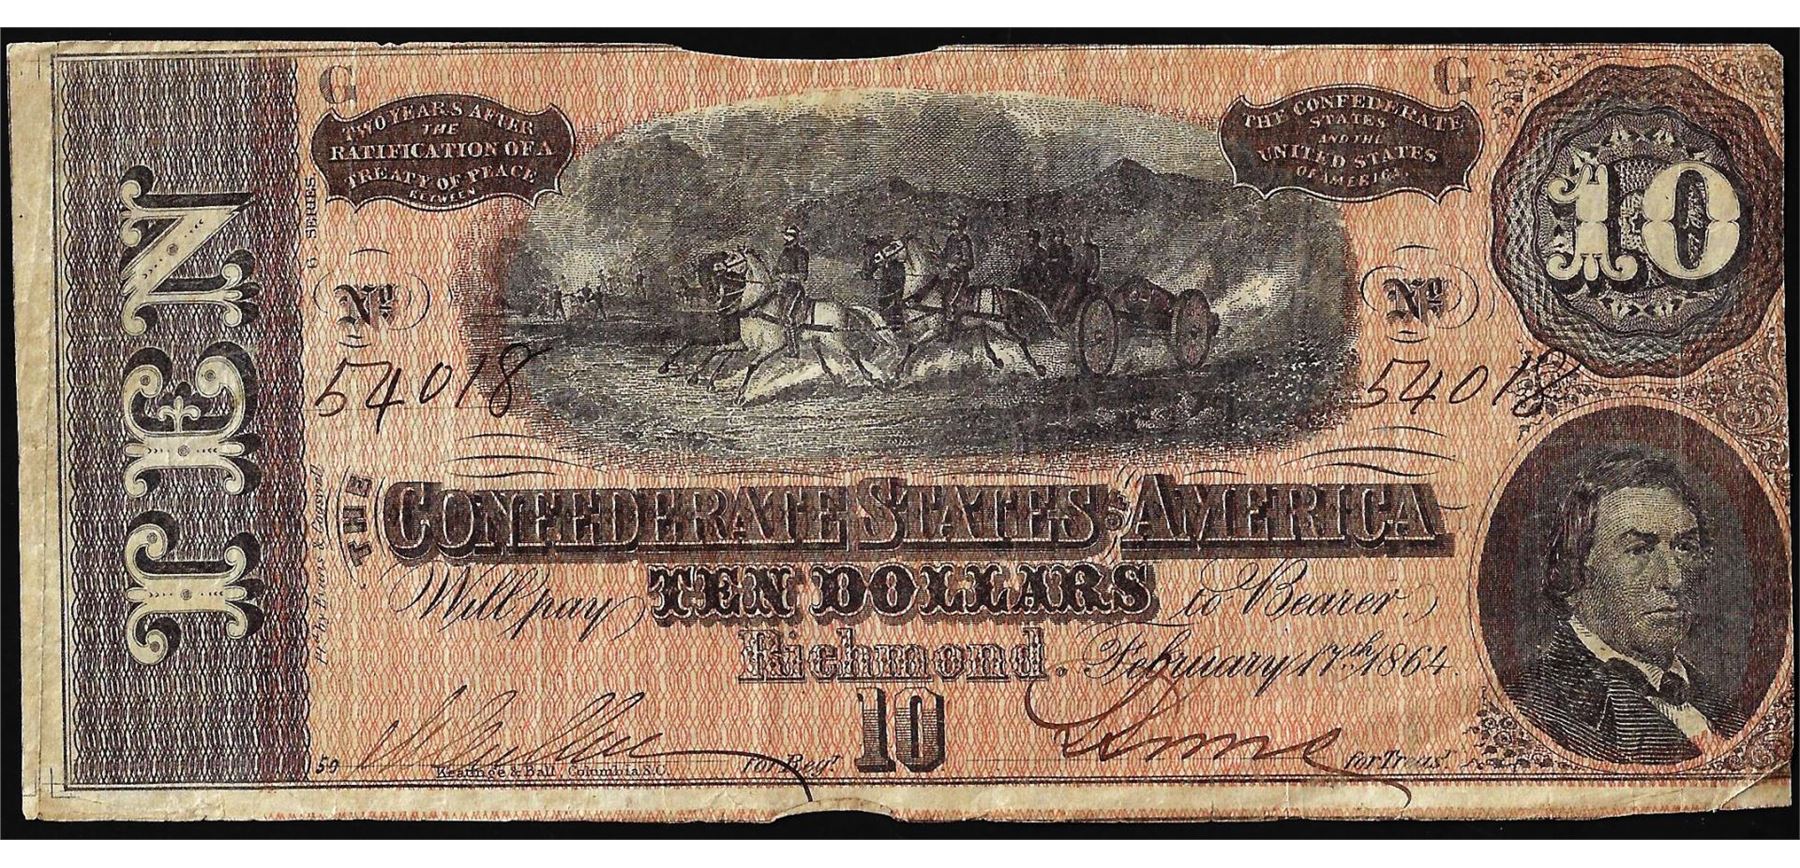 G
G
TWO YEARS AFTER
THE
RATIFICATION OF A
TREATY OF PEACE
BETWEEN
THE CONFEDERATE
STATES
AND THE
UNITED STATES
OF AMERICA.
10
TEN
6 SERIES
No
54018
No
54018
THE
CONFEDERATE STATES OF AMERICA
Will pay TEN DOLLARS to Bearer.
Richmond. February 17th. 1864.
10
59
for Regr.
for Treasr.
Keatinge & Ball, Columbia S.C.